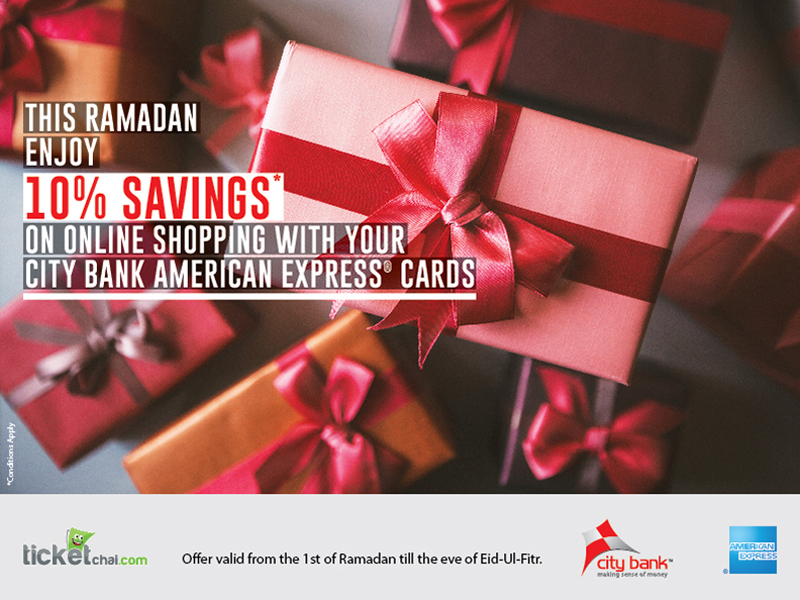 THIS RAMADAN
ENJOY
10% SAVINGS*
ON ONLINE SHOPPING WITH YOUR
CITY BANK AMERICAN EXPRESS® CARDS
*Conditions Apply
ticketchai.com
Offer valid from the 1st of Ramadan till the eve of Eid-Ul-Fitr.
city bank™
making sense of money
AMERICAN
EXPRESS
®